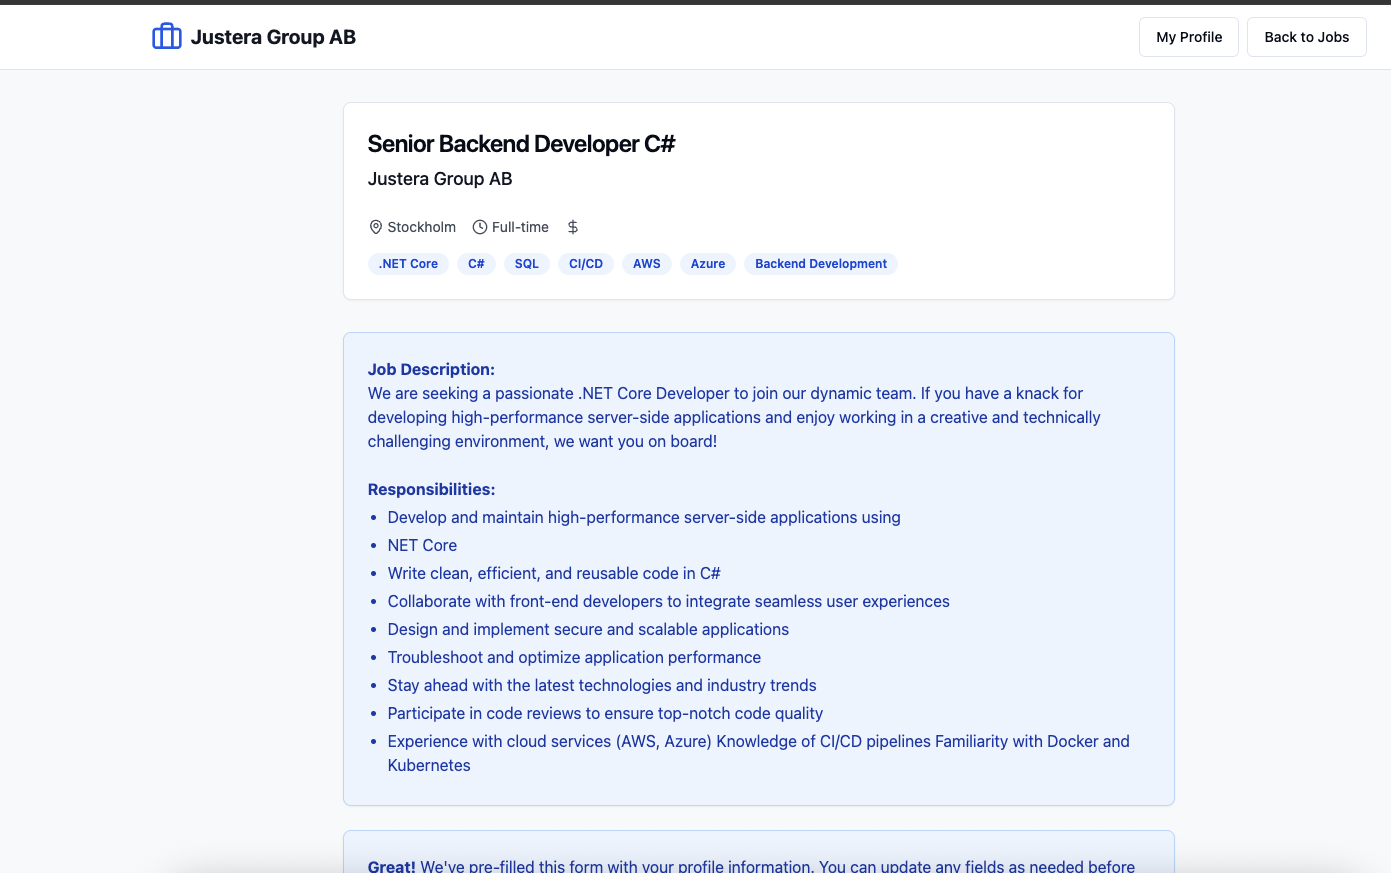 Justera Group AB
My Profile
Back to Jobs
Senior Backend Developer C#
Justera Group AB
Stockholm
Full-time
$
.NET Core
C#
SQL
CI/CD
AWS
Azure
Backend Development
Job Description:
We are seeking a passionate .NET Core Developer to join our dynamic team. If you have a knack for
developing high-performance server-side applications and enjoy working in a creative and technically
challenging environment, we want you on board!
Responsibilities:
• Develop and maintain high-performance server-side applications using
• NET Core
• Write clean, efficient, and reusable code in C#
• Collaborate with front-end developers to integrate seamless user experiences
• Design and implement secure and scalable applications
• Troubleshoot and optimize application performance
• Stay ahead with the latest technologies and industry trends
• Participate in code reviews to ensure top-notch code quality
• Experience with cloud services (AWS, Azure) Knowledge of CI/CD pipelines Familiarity with Docker and
Kubernetes
Great! We've pre-filled this form with your profile information. You can update any fields as needed before